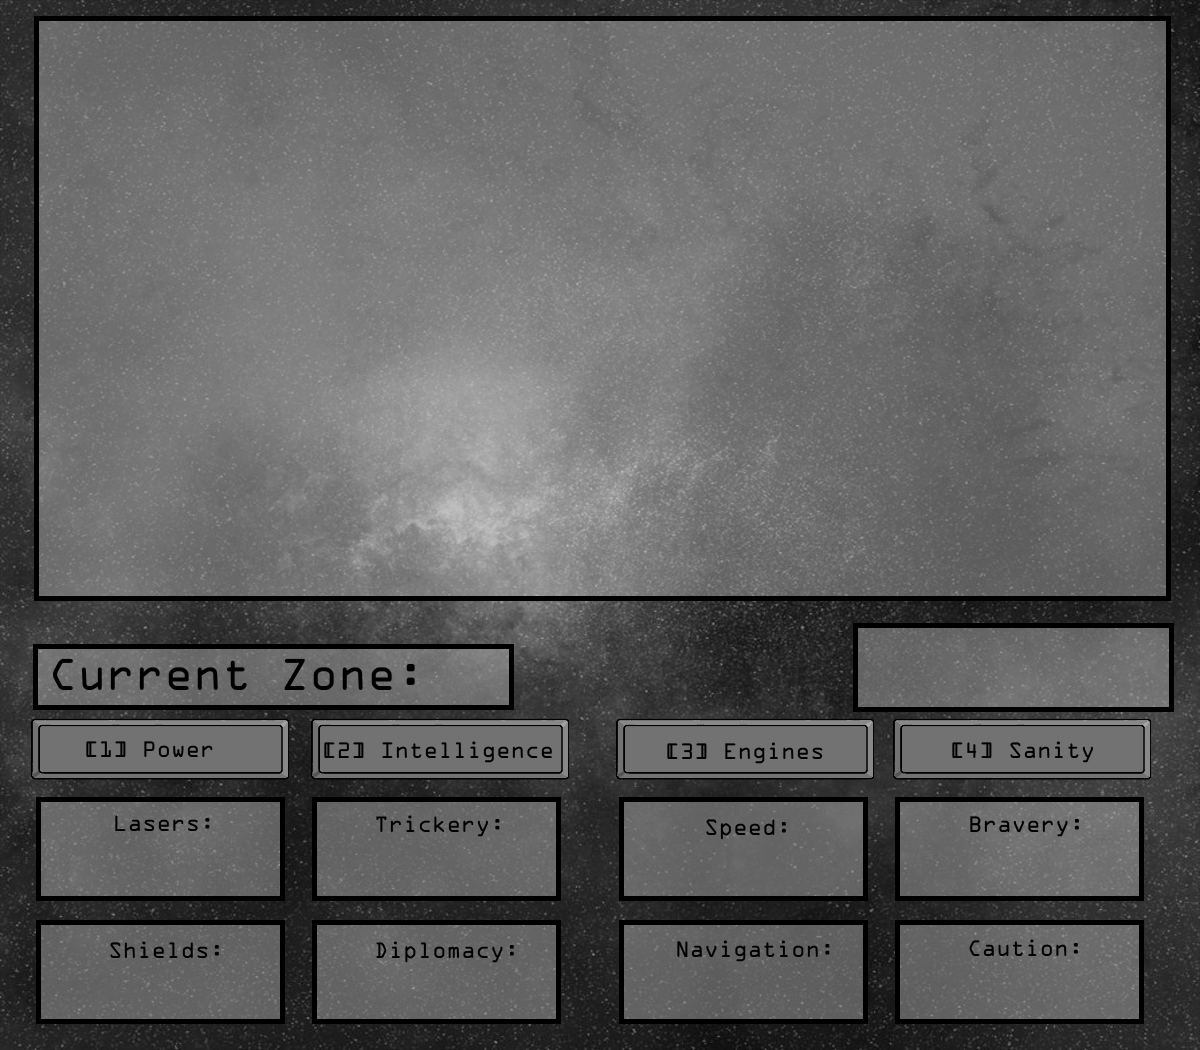 Current Zone:
[1] Power
[2] Intelligence
[3] Engines
[4] Sanity
Lasers:
Trickery:
Speed:
Bravery:
Shields:
Diplomacy:
Navigation:
Caution: